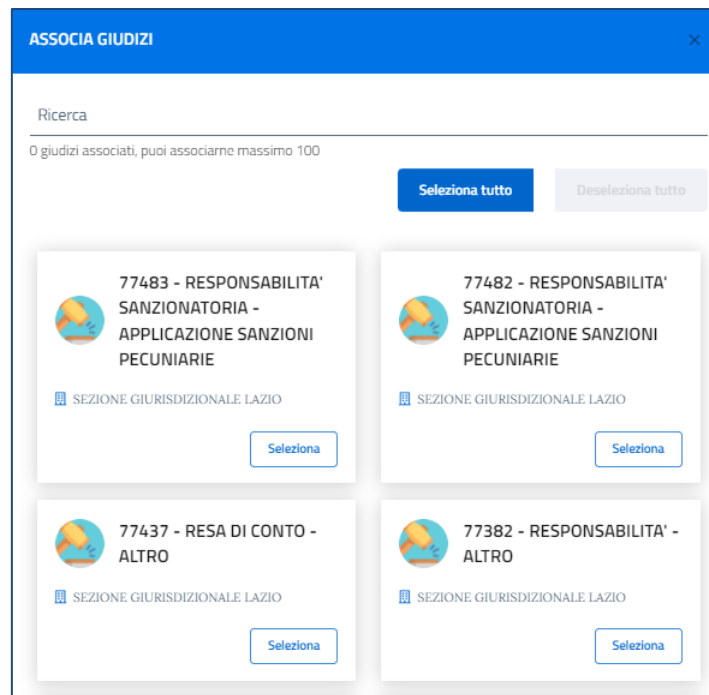 ASSOCIA GIUDIZI
Ricerca
0 giudizi associati, puoi associarne massimo 100
Seleziona tutto
Deseleziona tutto
77483 - RESPONSABILITA'
SANZIONATORIA -
APPLICAZIONE SANZIONI
PECUNIARIE
SEZIONE GIURISDIZIONALE LAZIO
Seleziona
77482 - RESPONSABILITA'
SANZIONATORIA -
APPLICAZIONE SANZIONI
PECUNIARIE
SEZIONE GIURISDIZIONALE LAZIO
Seleziona
77437 - RESA DI CONTO -
ALTRO
SEZIONE GIURISDIZIONALE LAZIO
Seleziona
77382 - RESPONSABILITA' -
ALTRO
SEZIONE GIURISDIZIONALE LAZIO
Seleziona